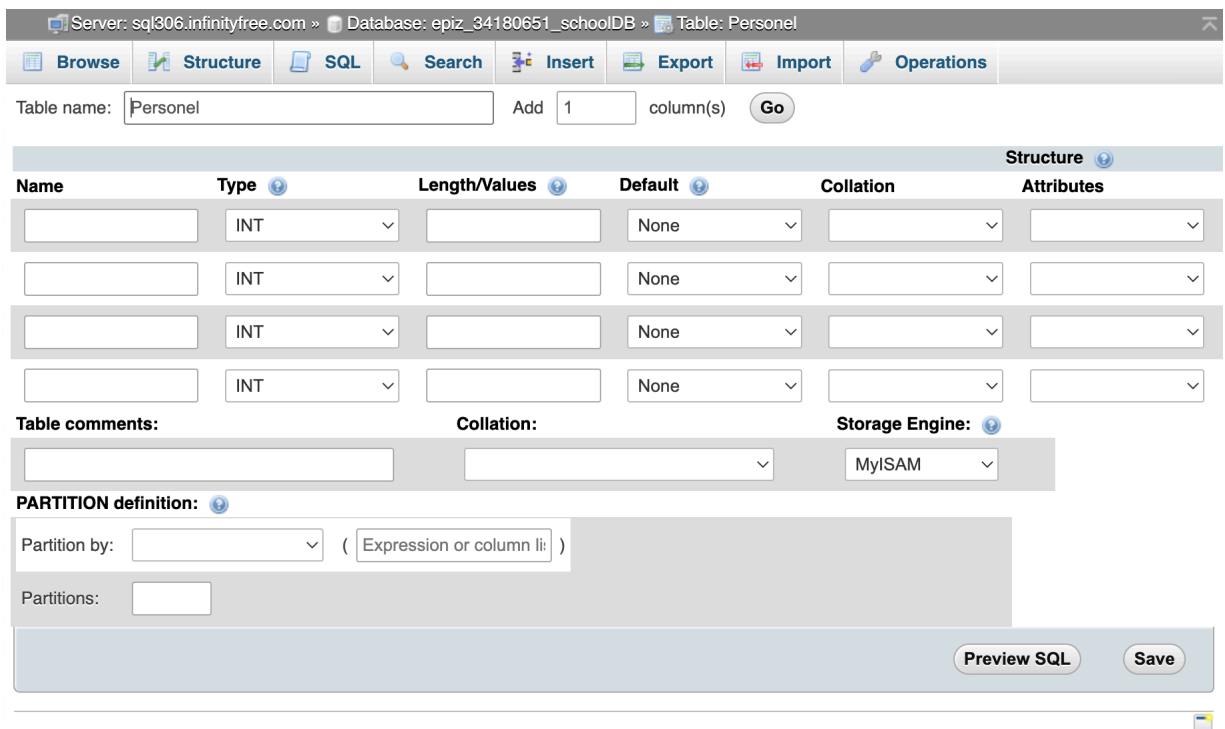 Server: sql306.infinityfree.com » Database: epiz_34180651_schoolDB » Table: Personel
Browse Structure SQL Search Insert Export Import Operations
Table name: Personel Add 1 column(s) Go
Structure
Name Type Length/Values Default Collation Attributes
INT None
INT None
INT None
INT None
Table comments: Collation: Storage Engine:
MyISAM
PARTITION definition:
Partition by: ( Expression or column li )
Partitions:
Preview SQL Save